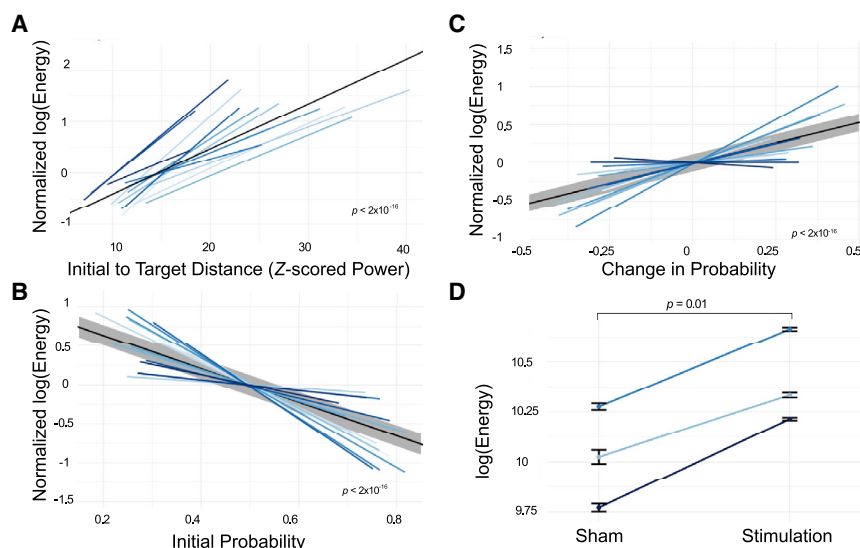 A
2
1
0
-1
10
20
30
40
Normalized log(Energy)
p < 2x10-16
Initial to Target Distance (Z-scored Power)
B
1
0.5
0
-0.5
-1
-1.5
0.2
0.4
0.6
0.8
Normalized log(Energy)
p < 2x10-16
Initial Probability
C
1.5
1
0.5
0
-0.5
-1
-0.5
-0.25
0
0.25
0.5
Normalized log(Energy)
p < 2x10-16
Change in Probability
D
p = 0.01
10,5
10.25
10
9.75
log(Energy)
Sham Stimulation